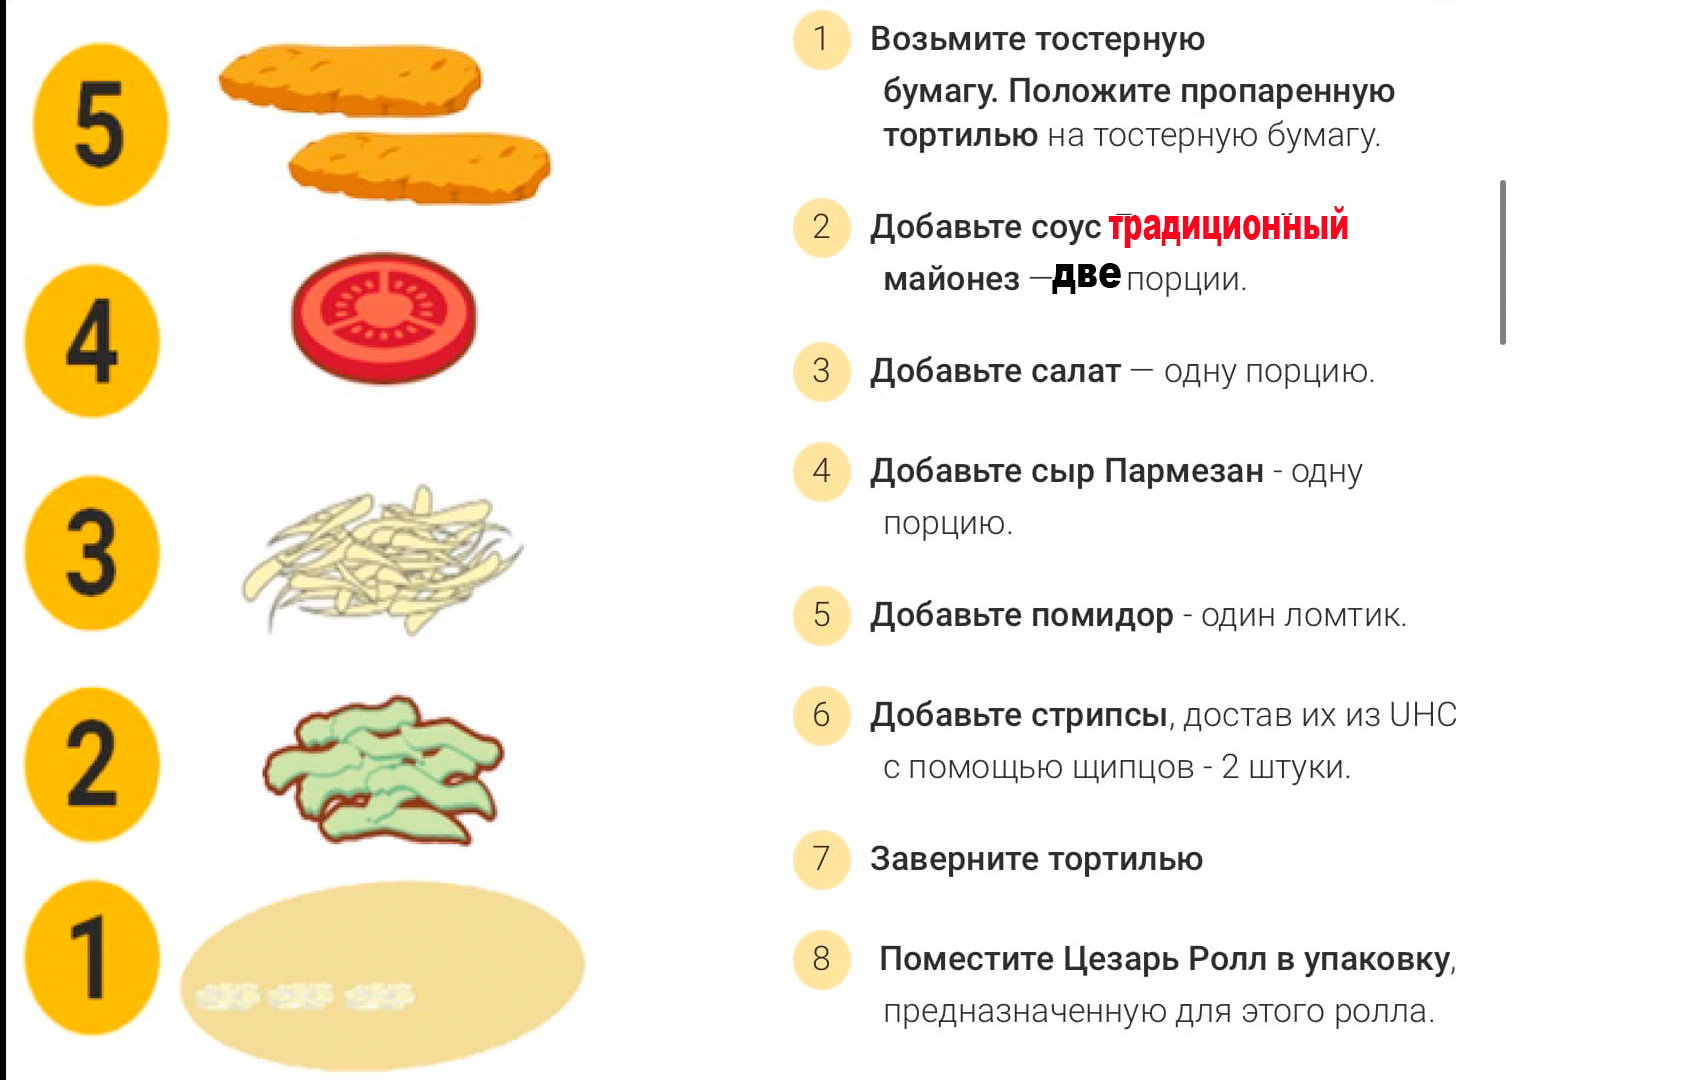 5
4
3
2
1
1 Возьмите тостерную
бумагу. Положите пропаренную
тортилью на тостерную бумагу.
2 Добавьте соус традиционный
майонез — две порции.
3 Добавьте салат — одну порцию.
4 Добавьте сыр Пармезан - одну
порцию.
5 Добавьте помидор - один ломтик.
6 Добавьте стрипсы, достав их из UHC
с помощью щипцов - 2 штуки.
7 Заверните тортилью
8 Поместите Цезарь Ролл в упаковку,
предназначенную для этого ролла.